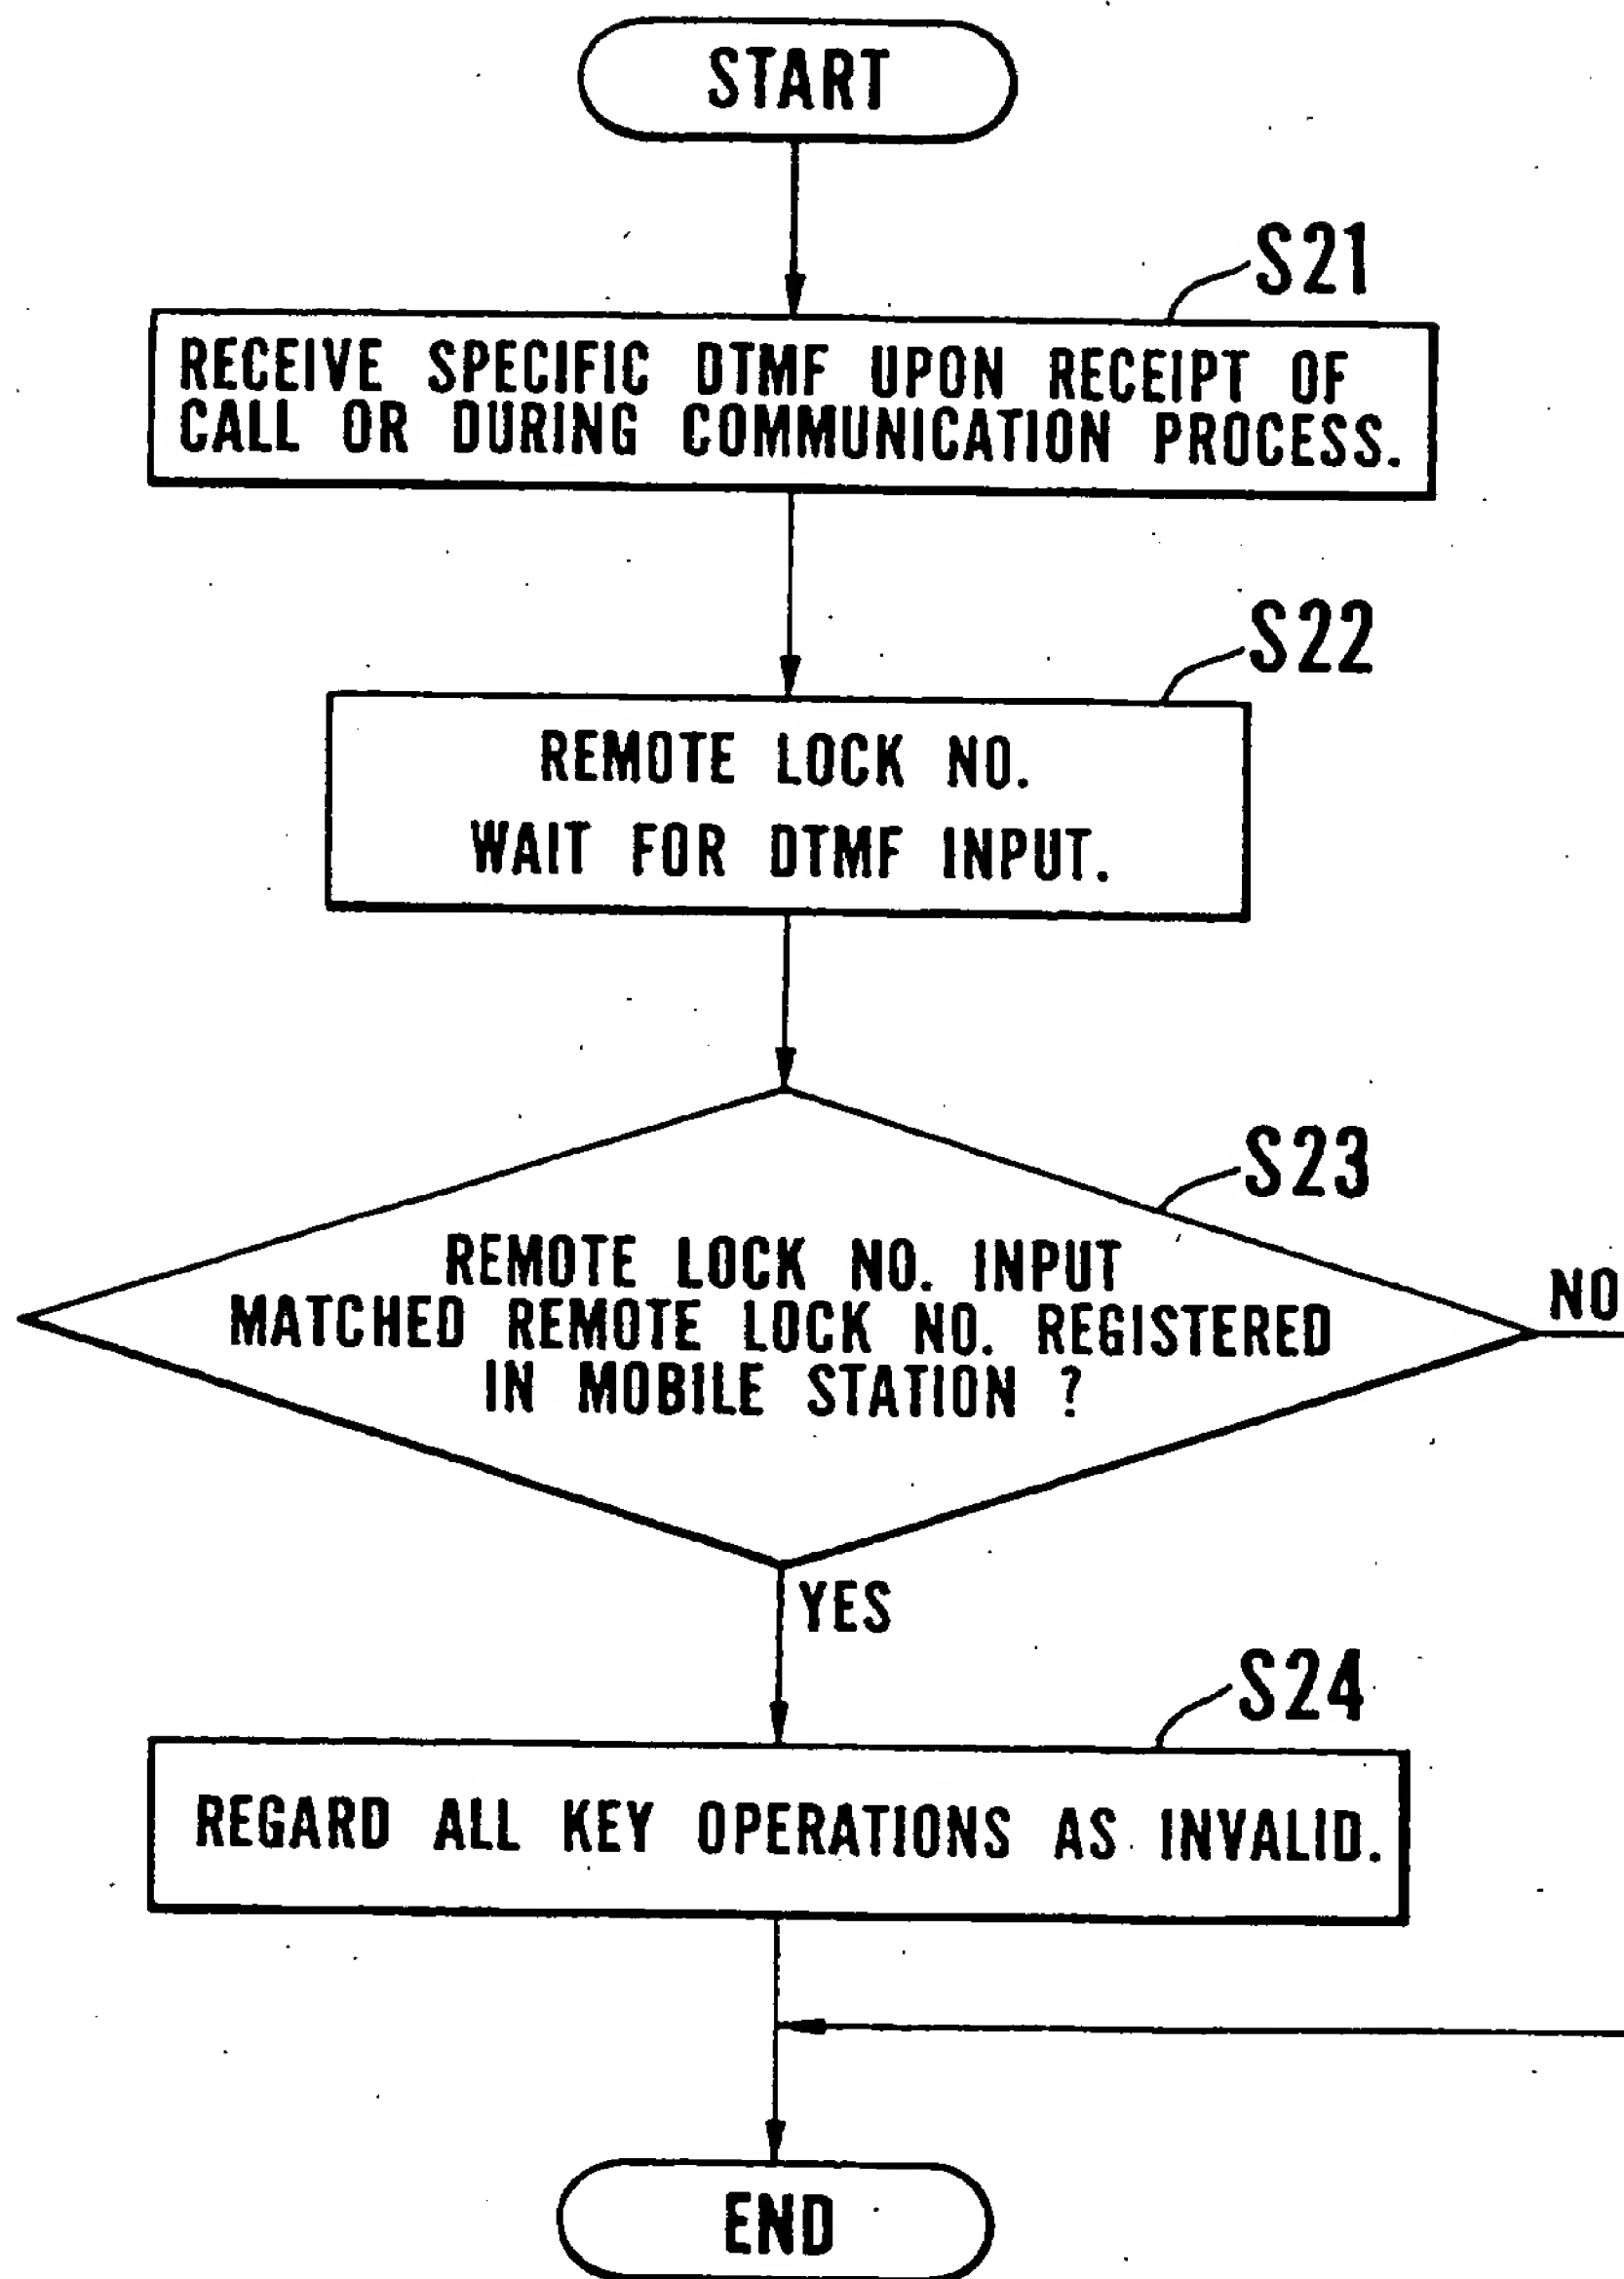 START
S21
RECEIVE SPECIFIC DTMF UPON RECEIPT OF
CALL OR DURING COMMUNICATION PROCESS.
S22
REMOTE LOCK NO.
WAIT FOR DTMF INPUT.
S23
REMOTE LOCK NO. INPUT
MATCHED REMOTE LOCK NO. REGISTERED
IN MOBILE STATION ?
NO
YES
S24
REGARD ALL KEY OPERATIONS AS INVALID.
END